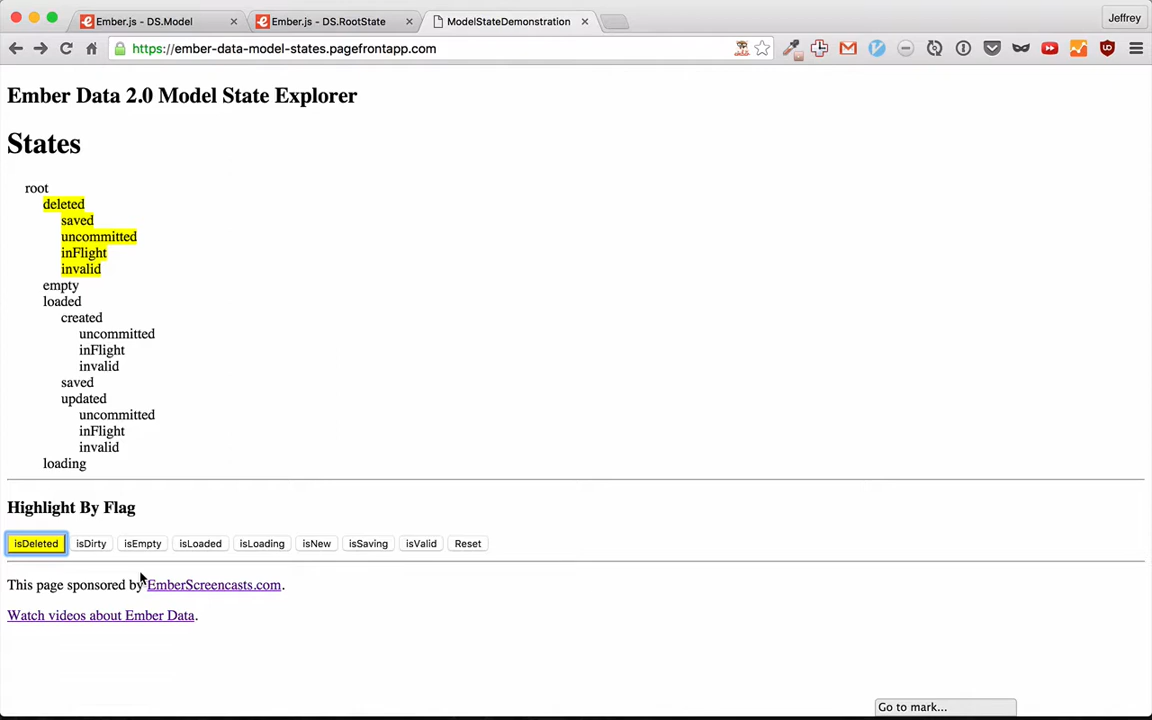 Ember.js - DS.Model
Ember.js - DS.RootState
ModelStateDemonstration
Jeffrey
https://ember-data-model-states.pagefrontapp.com
Ember Data 2.0 Model State Explorer
States
root
deleted
saved
uncommitted
inFlight
invalid
empty
loaded
created
uncommitted
inFlight
invalid
saved
updated
uncommitted
inFlight
invalid
loading
Highlight By Flag
isDeleted isDirty isEmpty isLoaded isLoading isNew isSaving isValid Reset
This page sponsored by EmberScreencasts.com.
Watch videos about Ember Data.
Go to mark...